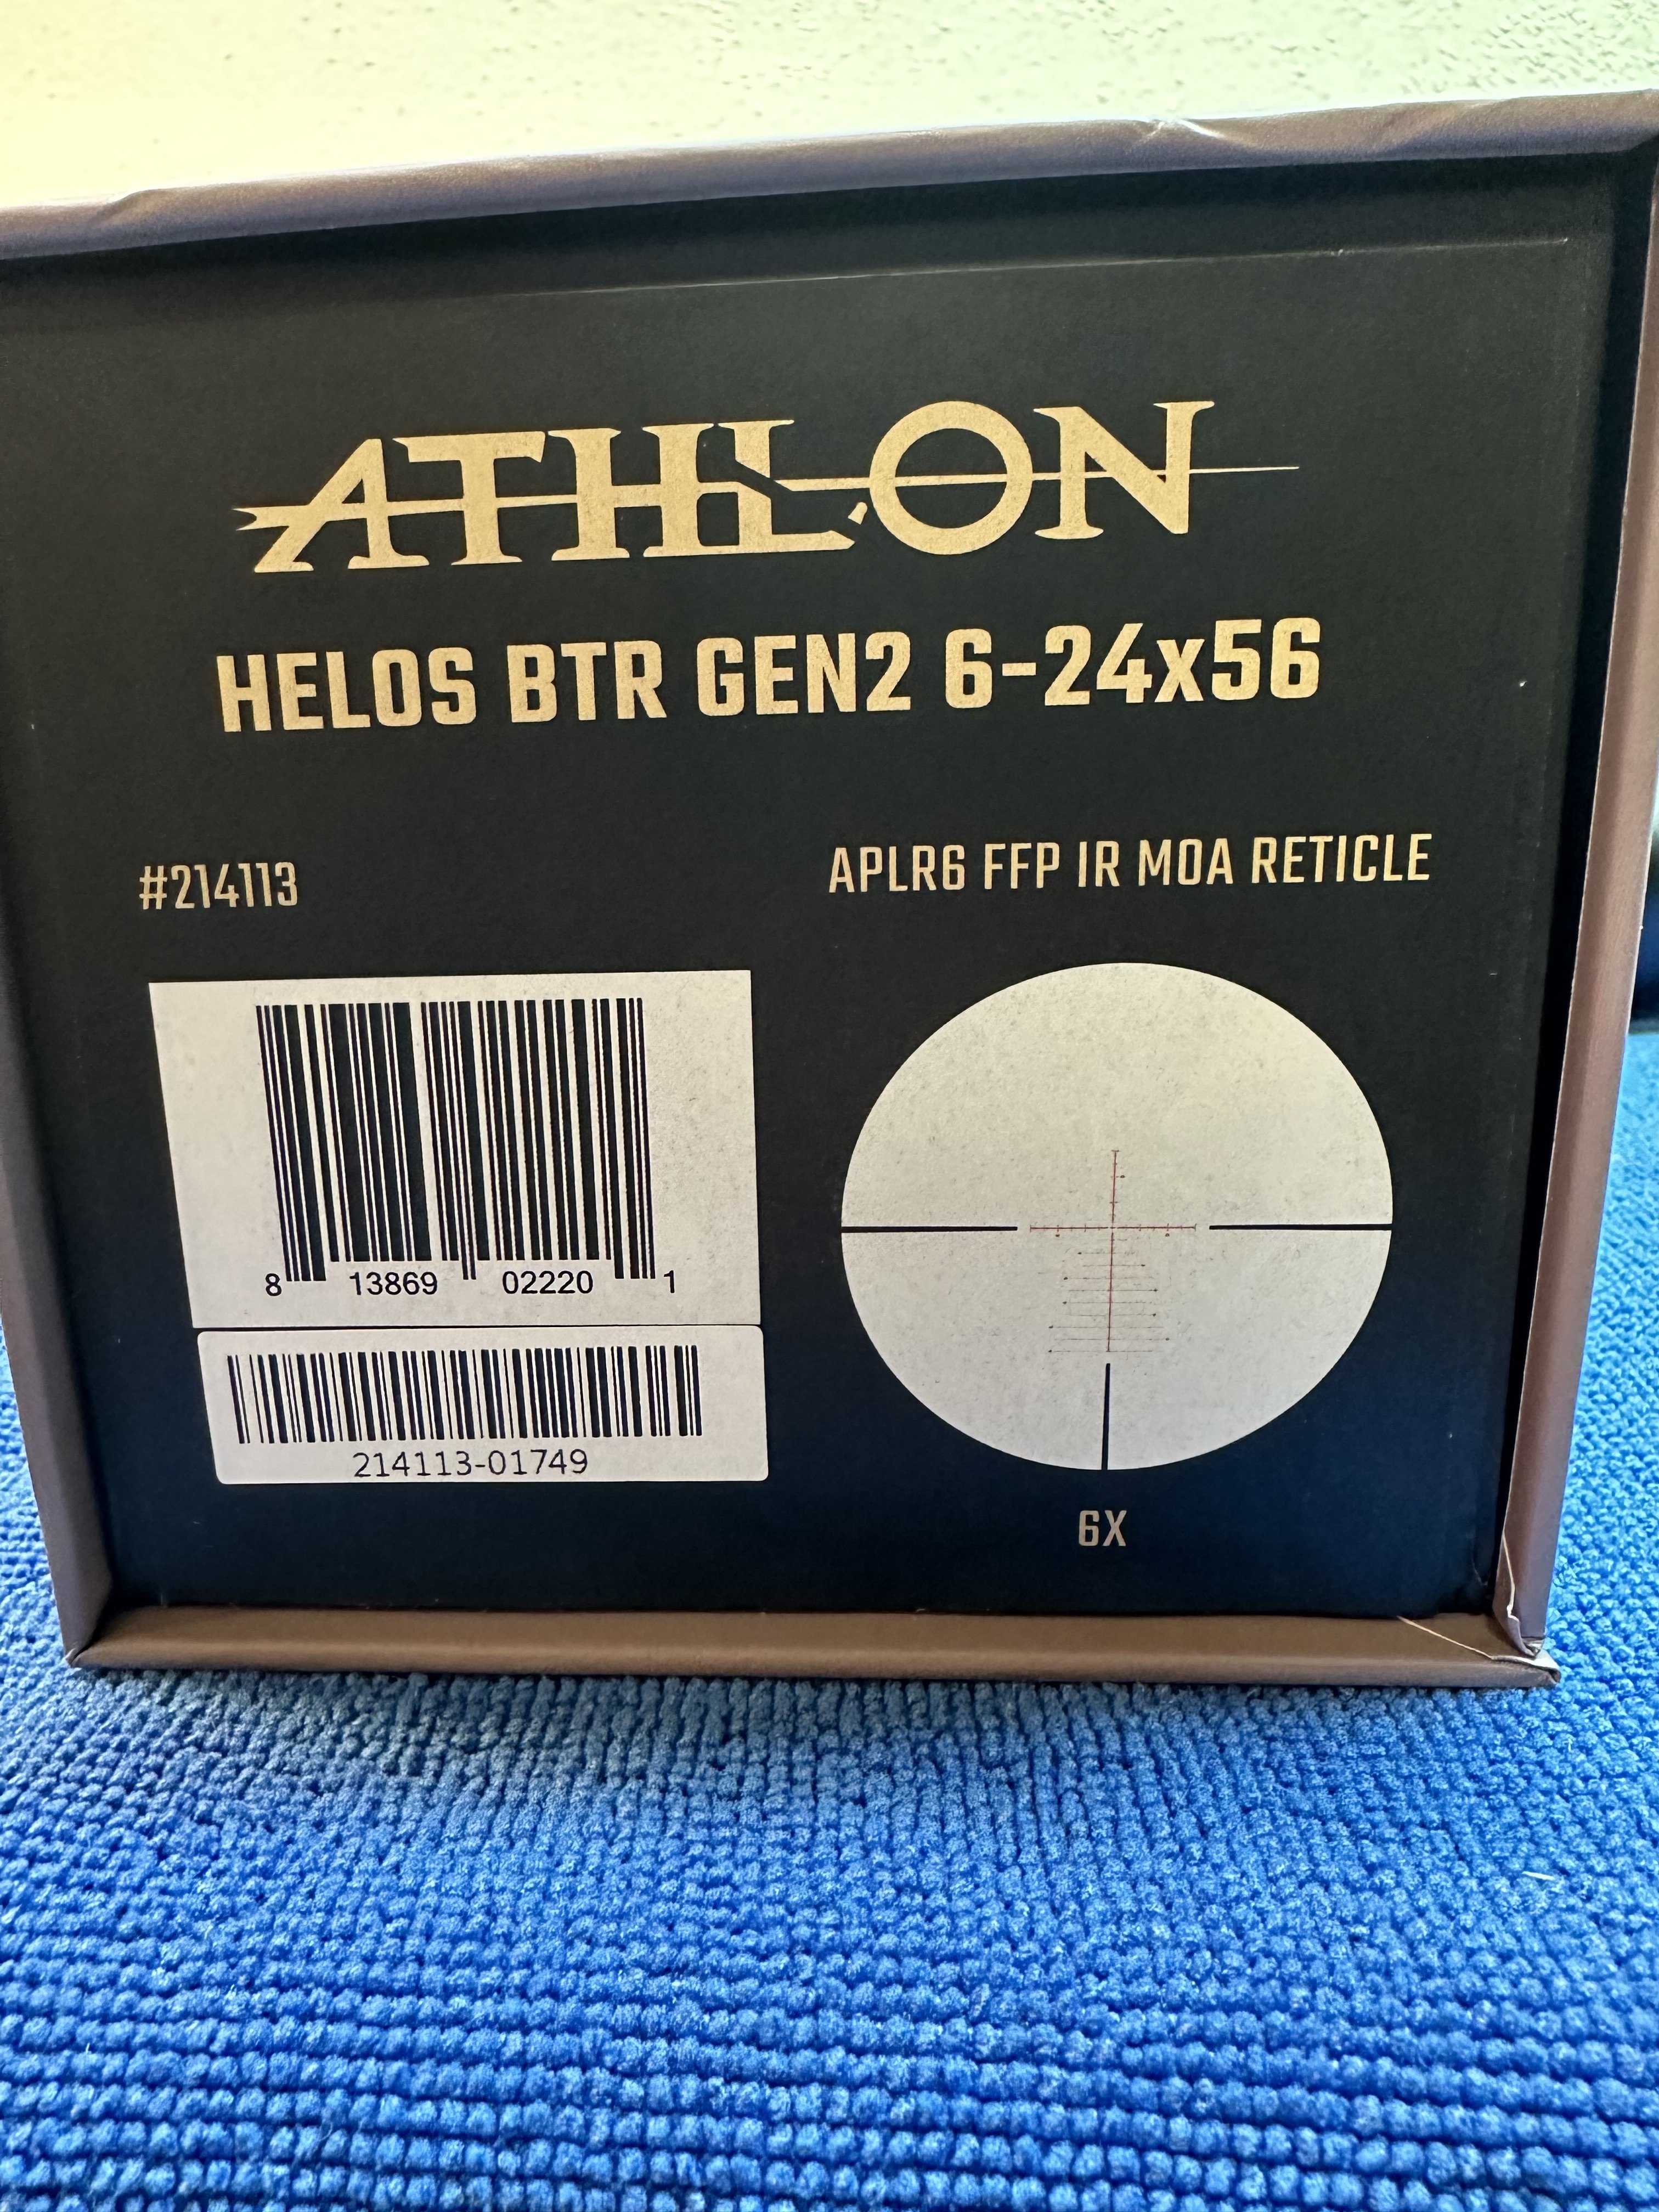 ATHLON
HELOS BTR GEN2 6-24x56
#214113
APLR6 FFP IR MOA RETICLE
8 13869 02220 1
214113-01749
6X